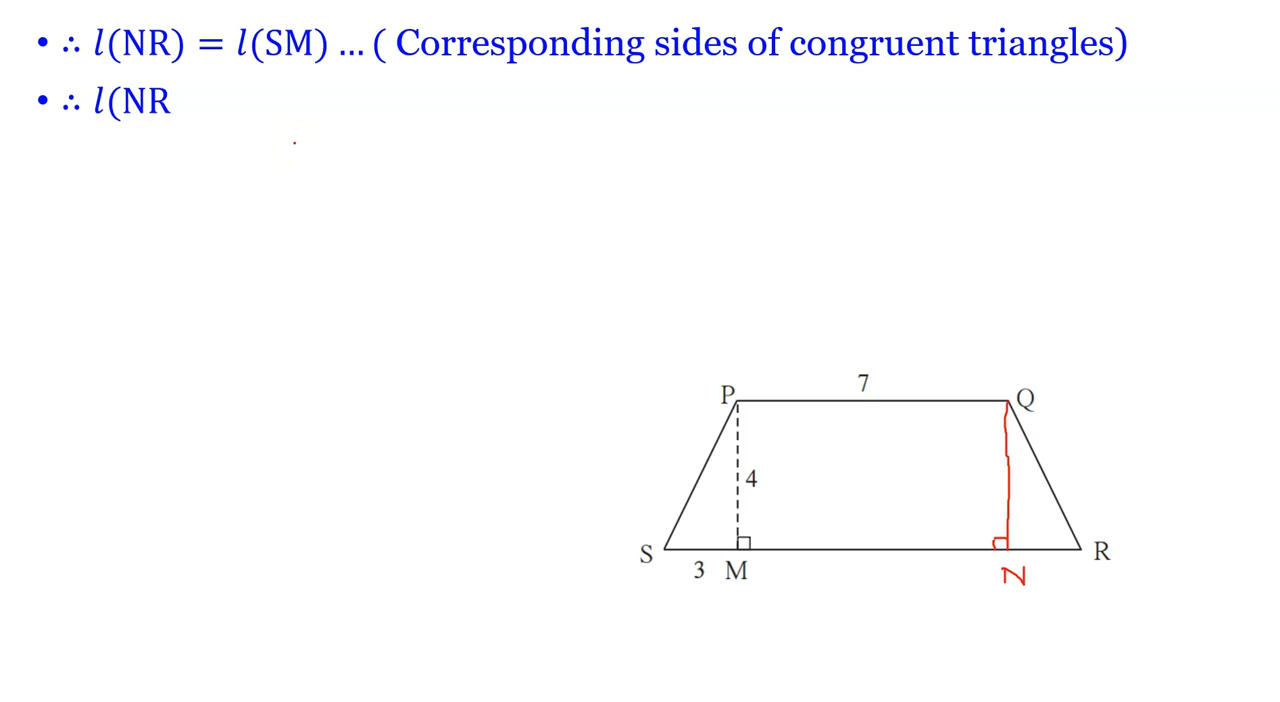 • ∴ 𝑙(NR) = 𝑙(SM) … ( Corresponding sides of congruent triangles)
• ∴ 𝑙(NR
7
P
Q
4
S
R
3 M
N